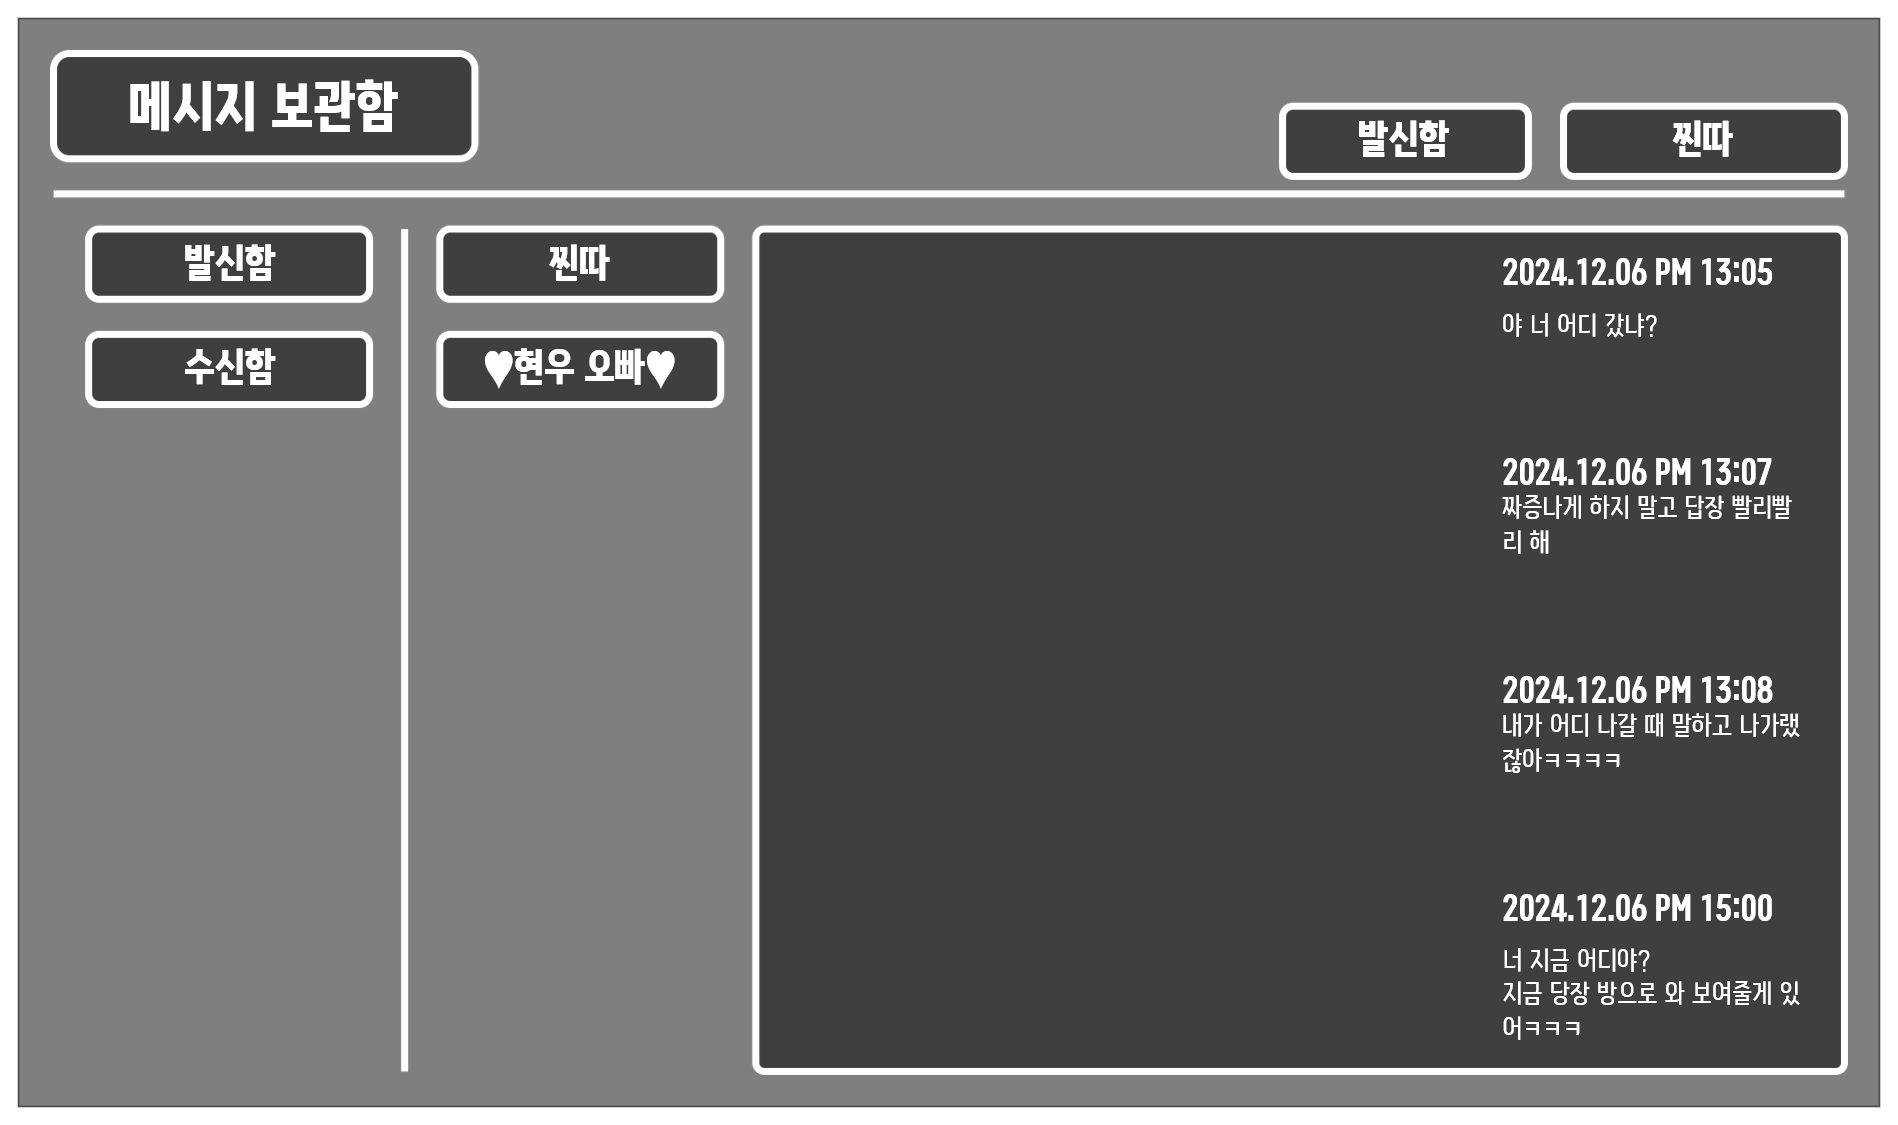 메시지 보관함
발신함
찐따
발신함
수신함
찐따
♥현우 오빠♥
2024.12.06 PM 13:05
야 너 어디 갔냐?
2024.12.06 PM 13:07
짜증나게 하지 말고 답장 빨리빨
리 해
2024.12.06 PM 13:08
내가 어디 나갈 때 말하고 나가랬
잖아ㅋㅋㅋㅋ
2024.12.06 PM 15:00
너 지금 어디야?
지금 당장 방으로 와 보여줄게 있
어ㅋㅋㅋ